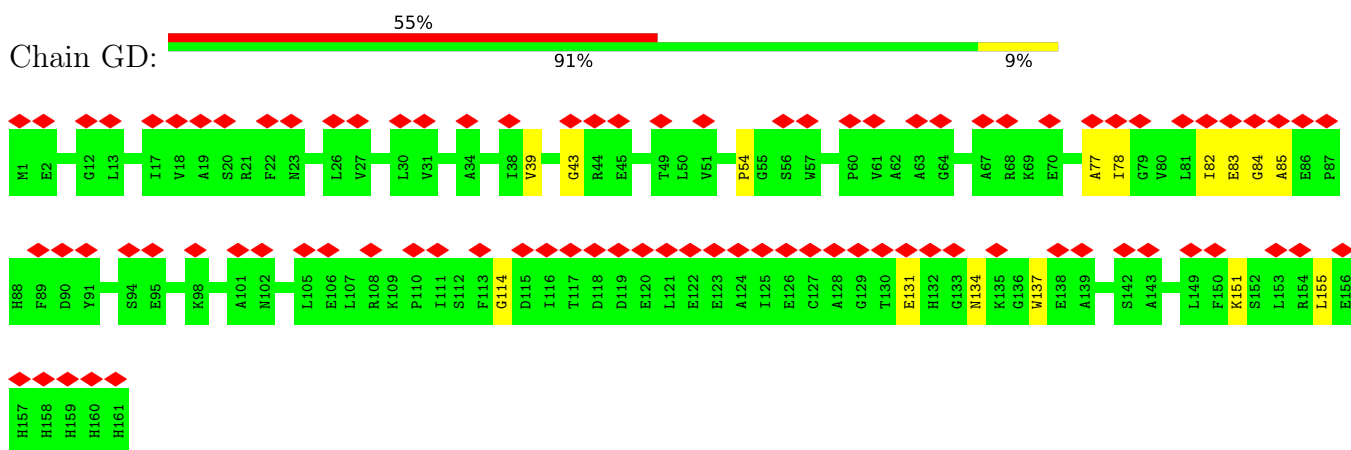 55%
Chain GD:
91% 9%
M1 E2 G12 L13 I17 V18 A19 S20 R21 F22 N23 L26 V27 L30 V31 A34 I38 V39 G43 R44 E45 T49 L50 V51 P54 G55 S56 W57 P60 V61 A62 A63 G64 A67 R68 K69 E70 A77 I78 G79 V80 L81 I82 E83 G84 A85 E86 P87
H88 F89 D90 Y91 S94 E95 K98 A101 N102 L105 E106 L107 R108 K109 P110 I111 S112 F113 G114 D115 I116 T117 D118 D119 E120 L121 E122 E123 A124 I125 E126 C127 A128 G129 T130 E131 H132 G133 N134 K135 G136 W137 E138 A139 S142 A143 L149 F150 K151 S152 L153 R154 L155 E156
H157 H158 H159 H160 H161